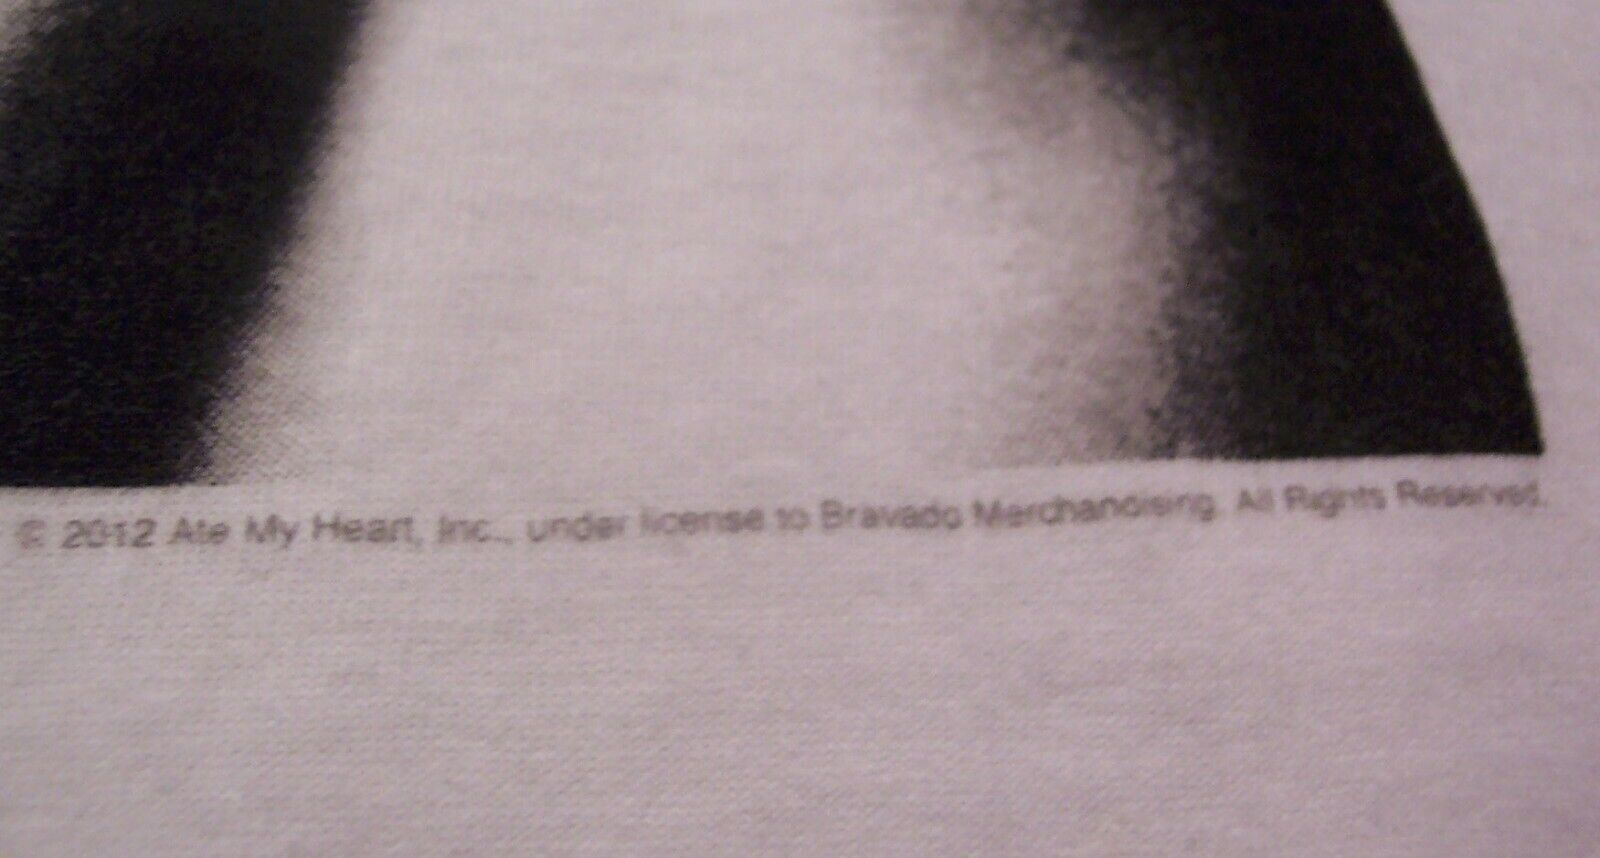 © 2012 Ate My Heart, Inc., under license to Bravado Merchandising. All Rights Reserved.